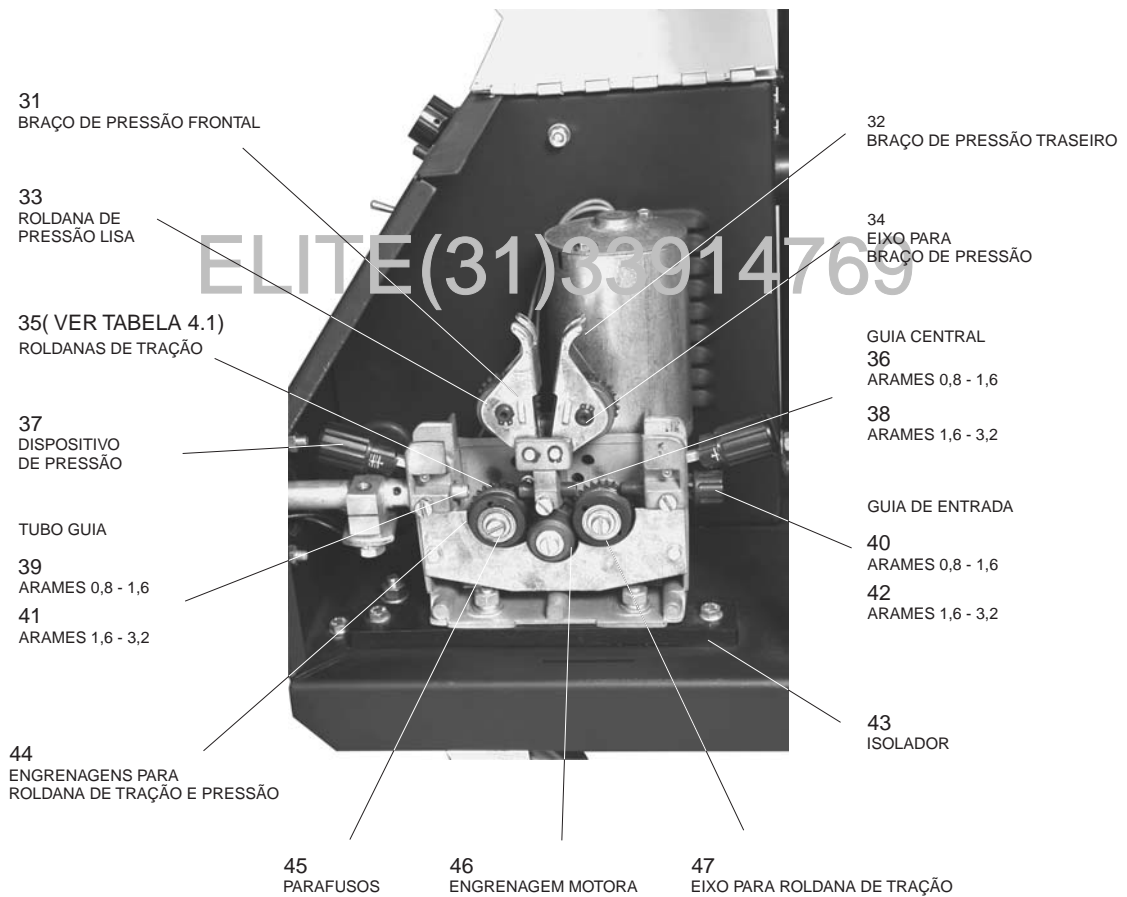 31
BRAÇO DE PRESSÃO FRONTAL
32
BRAÇO DE PRESSÃO TRASEIRO
33
ROLDANA DE
PRESSÃO LISA
34
EIXO PARA
BRAÇO DE PRESSÃO
ELITE(31)33914769
35( VER TABELA 4.1)
ROLDANAS DE TRAÇÃO
GUIA CENTRAL
36
ARAMES 0,8 - 1,6
38
ARAMES 1,6 - 3,2
37
DISPOSITIVO
DE PRESSÃO
TUBO GUIA
39
ARAMES 0,8 - 1,6
41
ARAMES 1,6 - 3,2
GUIA DE ENTRADA
40
ARAMES 0,8 - 1,6
42
ARAMES 1,6 - 3,2
43
ISOLADOR
44
ENGRENAGENS PARA
ROLDANA DE TRAÇÃO E PRESSÃO
45
PARAFUSOS
46
ENGRENAGEM MOTORA
47
EIXO PARA ROLDANA DE TRAÇÃO